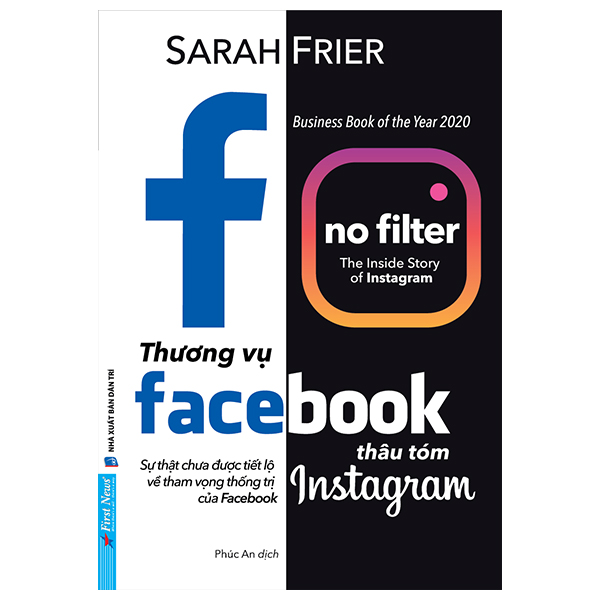 SARAH FRIER
Business Book of the Year 2020
f
no filter
The Inside Story
of Instagram
Thương vụ
facebook
thâu tóm
Instagram
Sự thật chưa được tiết lộ
về tham vọng thống trị
của Facebook
Phúc An dịch
NHÀ XUẤT BẢN DÂN TRÍ
First News